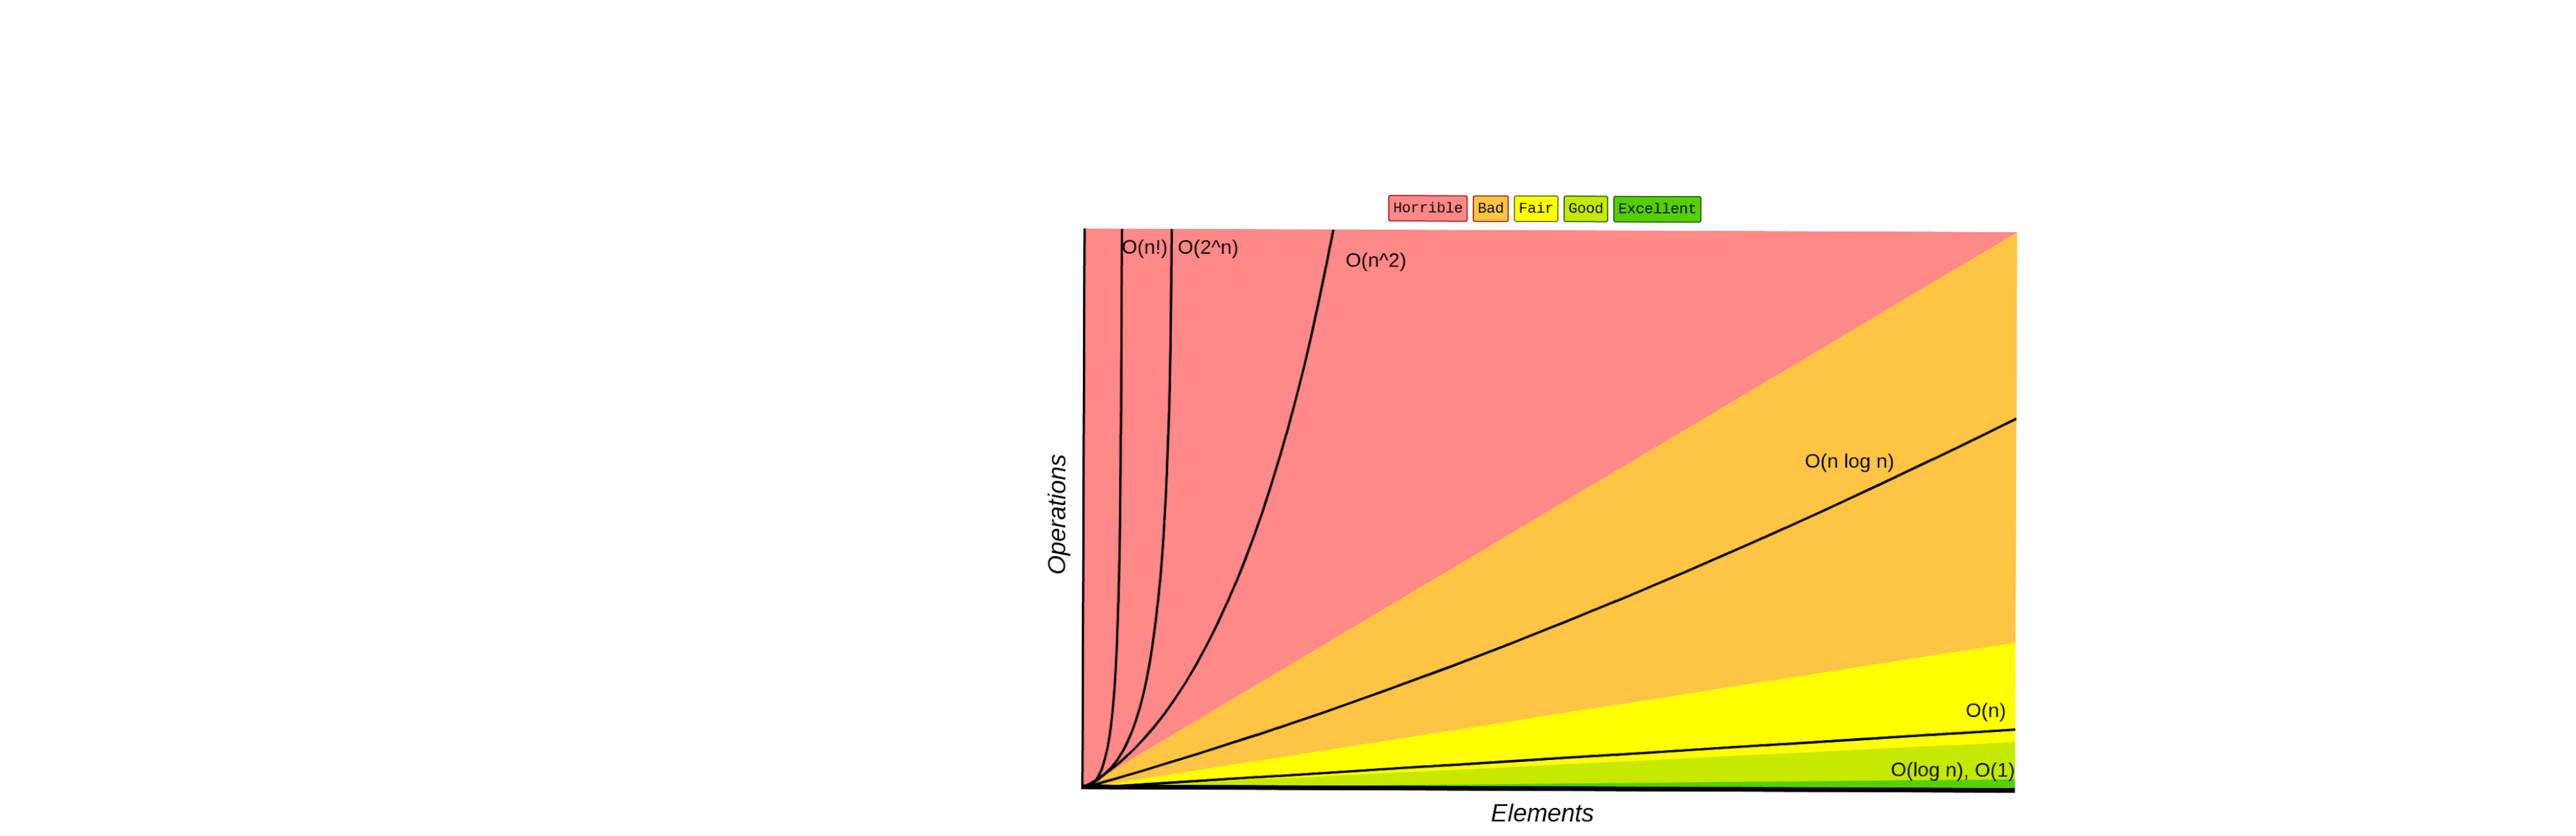 Horrible Bad Fair Good Excellent
O(n!) O(2^n)
O(n^2)
O(n log n)
Operations
O(n)
O(log n), O(1)
Elements